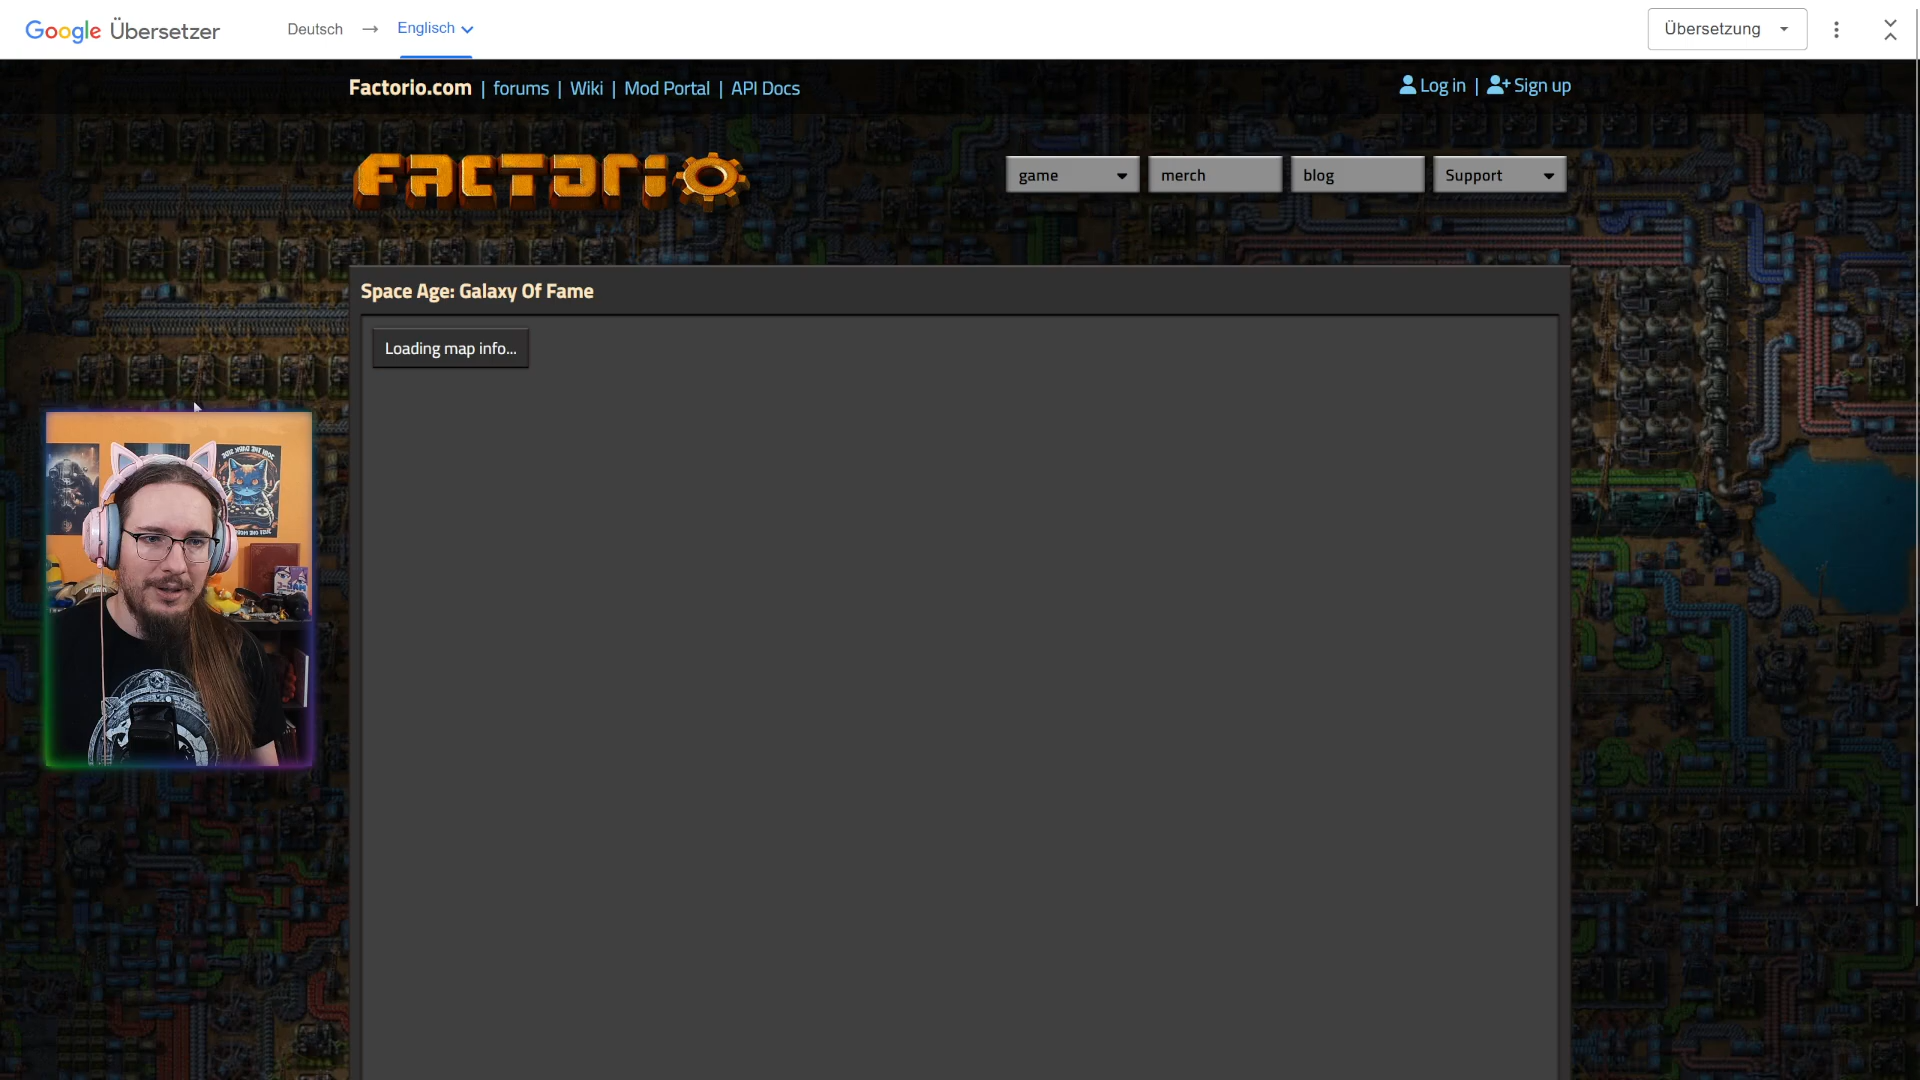 Google Übersetzer Deutsch → Englisch Übersetzung
Factorio.com | forums | Wiki | Mod Portal | API Docs Log in | Sign up
FACTORIO
game merch blog Support
Space Age: Galaxy Of Fame
Loading map info...